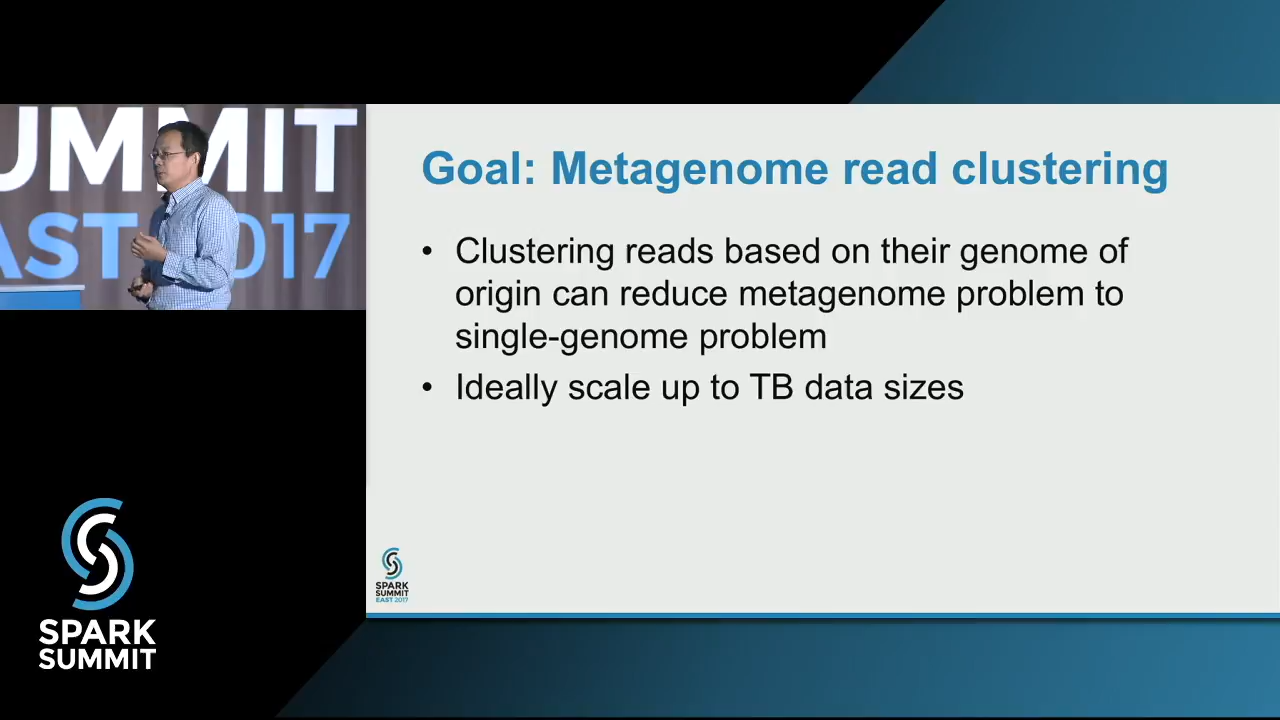 UMMIT
AST 2017
Goal: Metagenome read clustering
• Clustering reads based on their genome of
origin can reduce metagenome problem to
single-genome problem
• Ideally scale up to TB data sizes
SPARK
SUMMIT
EAST 2017
SPARK
SUMMIT